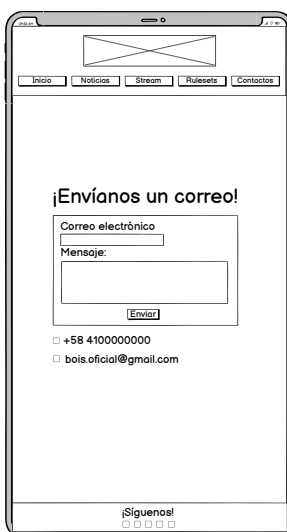 Inicio Noticias Stream Rulesets Contactos
¡Envíanos un correo!
Correo electrónico
Mensaje:
Enviar
+58 4100000000
bois.oficial@gmail.com
¡Síguenos!